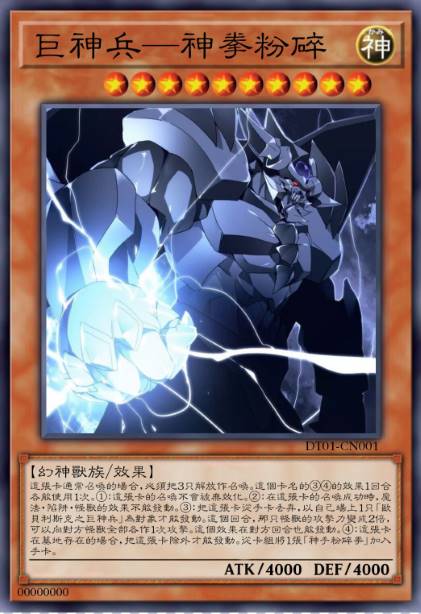 巨神兵—神拳粉碎
神
かみ
DT01-CN001
【幻神獸族/效果】
這張卡通常召喚的場合，必須把3只解放作召喚。這個卡名的③④的效果1回合
各能使用1次。①：這張卡的召喚不會被無效化。②：在這張卡的召喚成功時，魔
法·陷阱·怪獸的效果不能發動。③：把這張卡從手卡丟弃，以自己場上1只「歐
貝利斯克之巨神兵」為對象才能發動。這個回合，那只怪獸的攻擊力變成2倍，
可以向對方怪獸全部各作1次攻擊。這個效果在對方回合也能發動。④：這張卡
在墓地存在的場合，把這張卡除外才能發動。從卡組將1張「神手粉碎拳」加入
手卡。
ATK/4000 DEF/4000
00000000